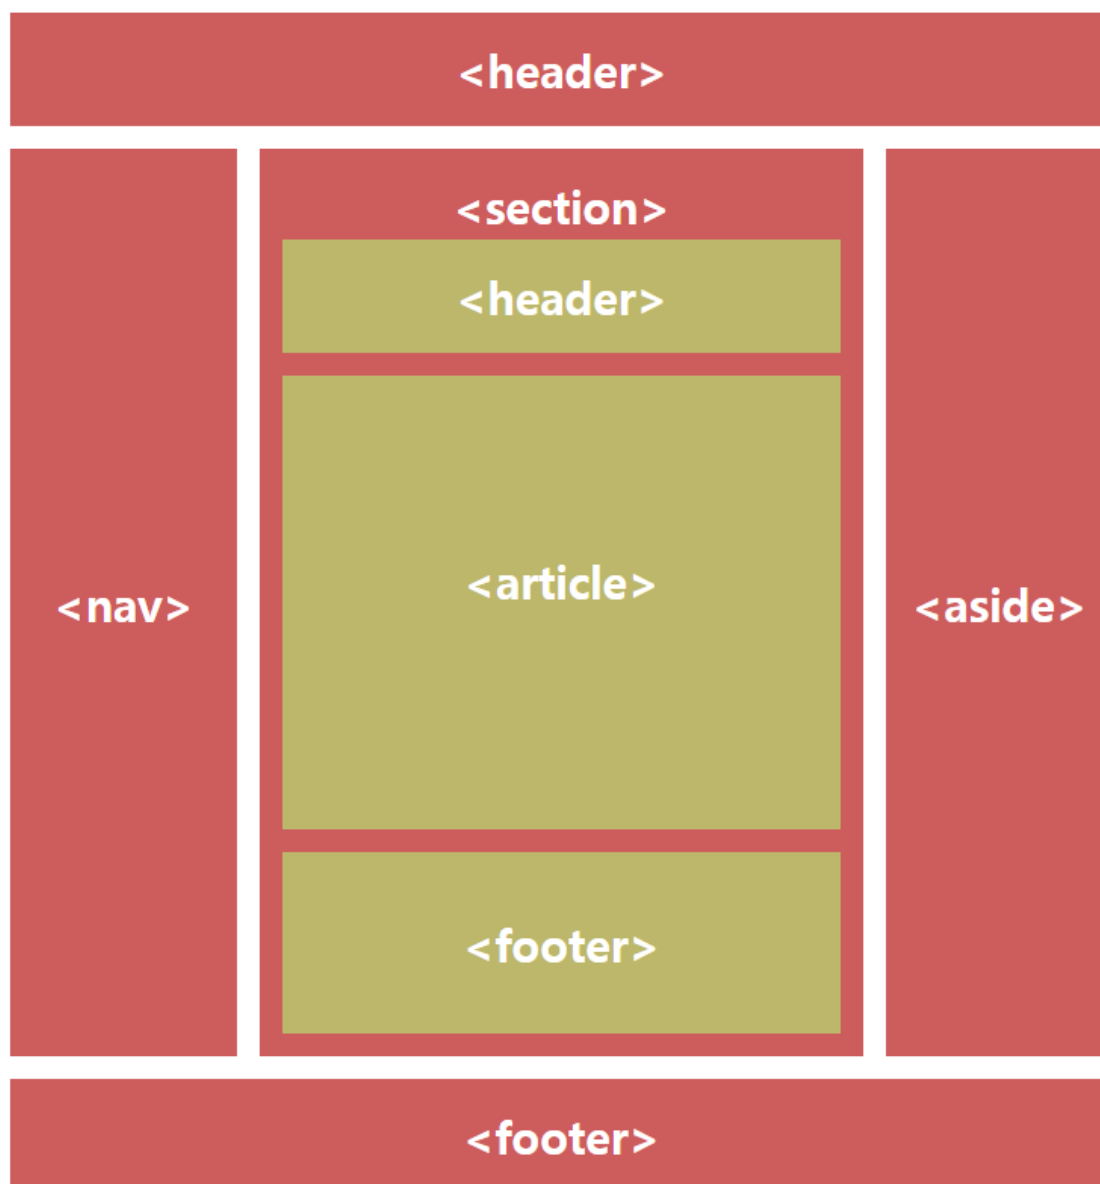 <header>
<section>
<header>
<nav>
<article>
<aside>
<footer>
<footer>